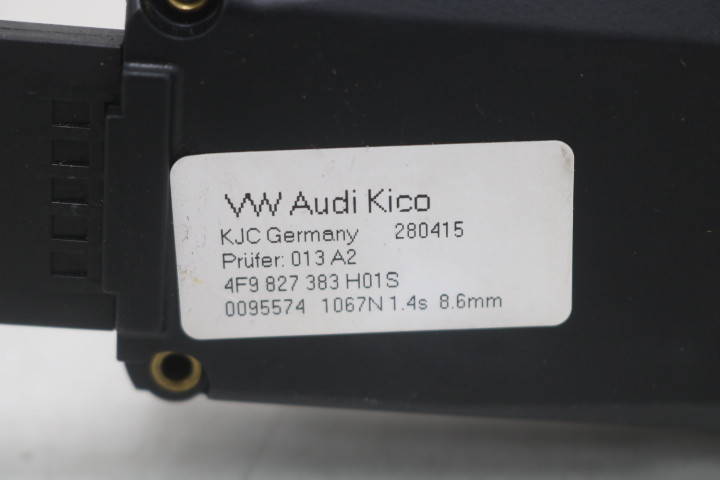 VW Audi Kico
KJC Germany 280415
Prüfer: 013 A2
4F9 827 383 H01S
0095574 1067N 1.4s 8.6mm